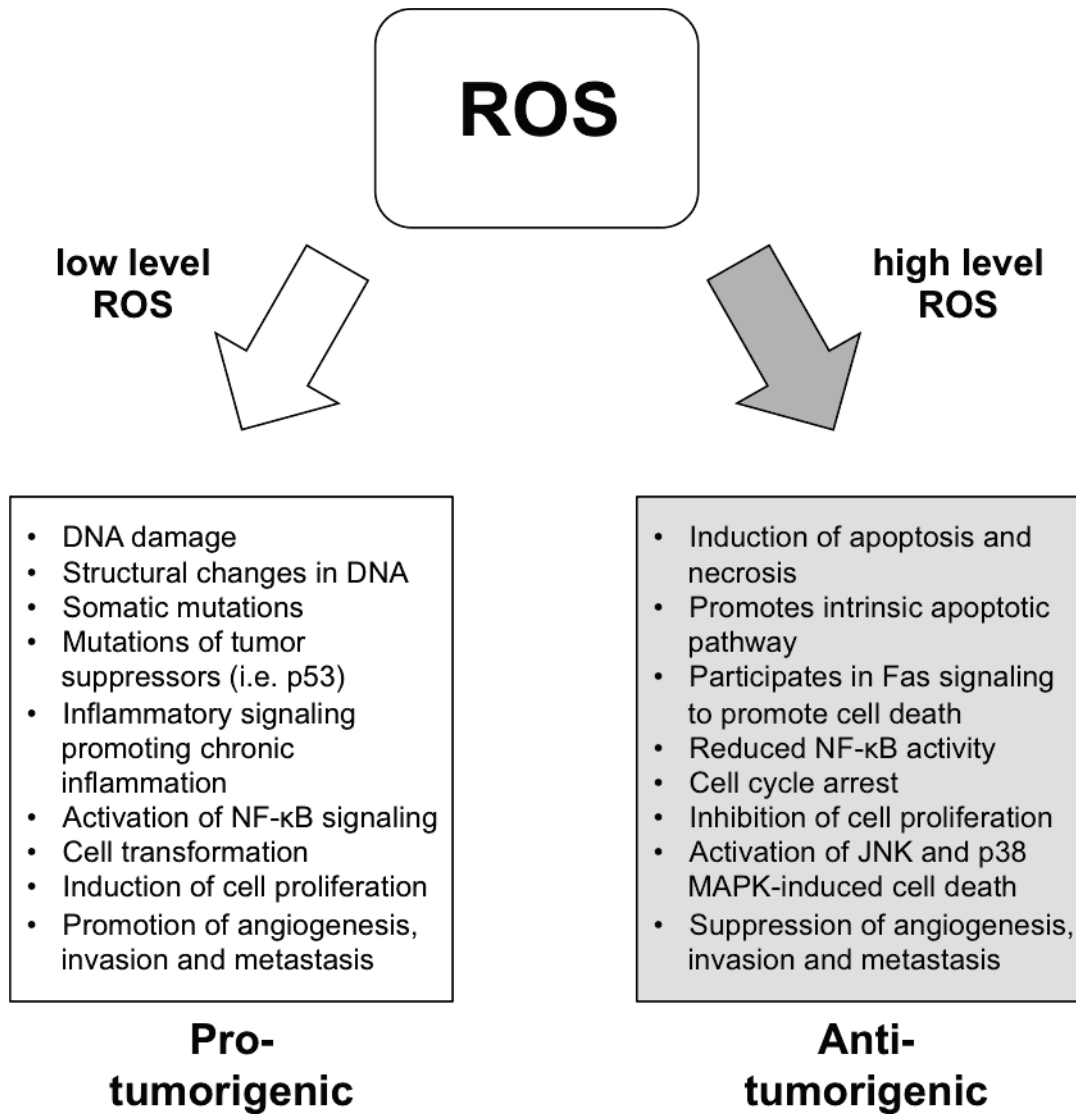 ROS
low level
ROS
high level
ROS
• DNA damage
• Structural changes in DNA
• Somatic mutations
• Mutations of tumor
suppressors (i.e. p53)
• Inflammatory signaling
promoting chronic
inflammation
• Activation of NF-κB signaling
• Cell transformation
• Induction of cell proliferation
• Promotion of angiogenesis,
invasion and metastasis
Pro-
tumorigenic
• Induction of apoptosis and
necrosis
• Promotes intrinsic apoptotic
pathway
• Participates in Fas signaling
to promote cell death
• Reduced NF-κB activity
• Cell cycle arrest
• Inhibition of cell proliferation
• Activation of JNK and p38
MAPK-induced cell death
• Suppression of angiogenesis,
invasion and metastasis
Anti-
tumorigenic